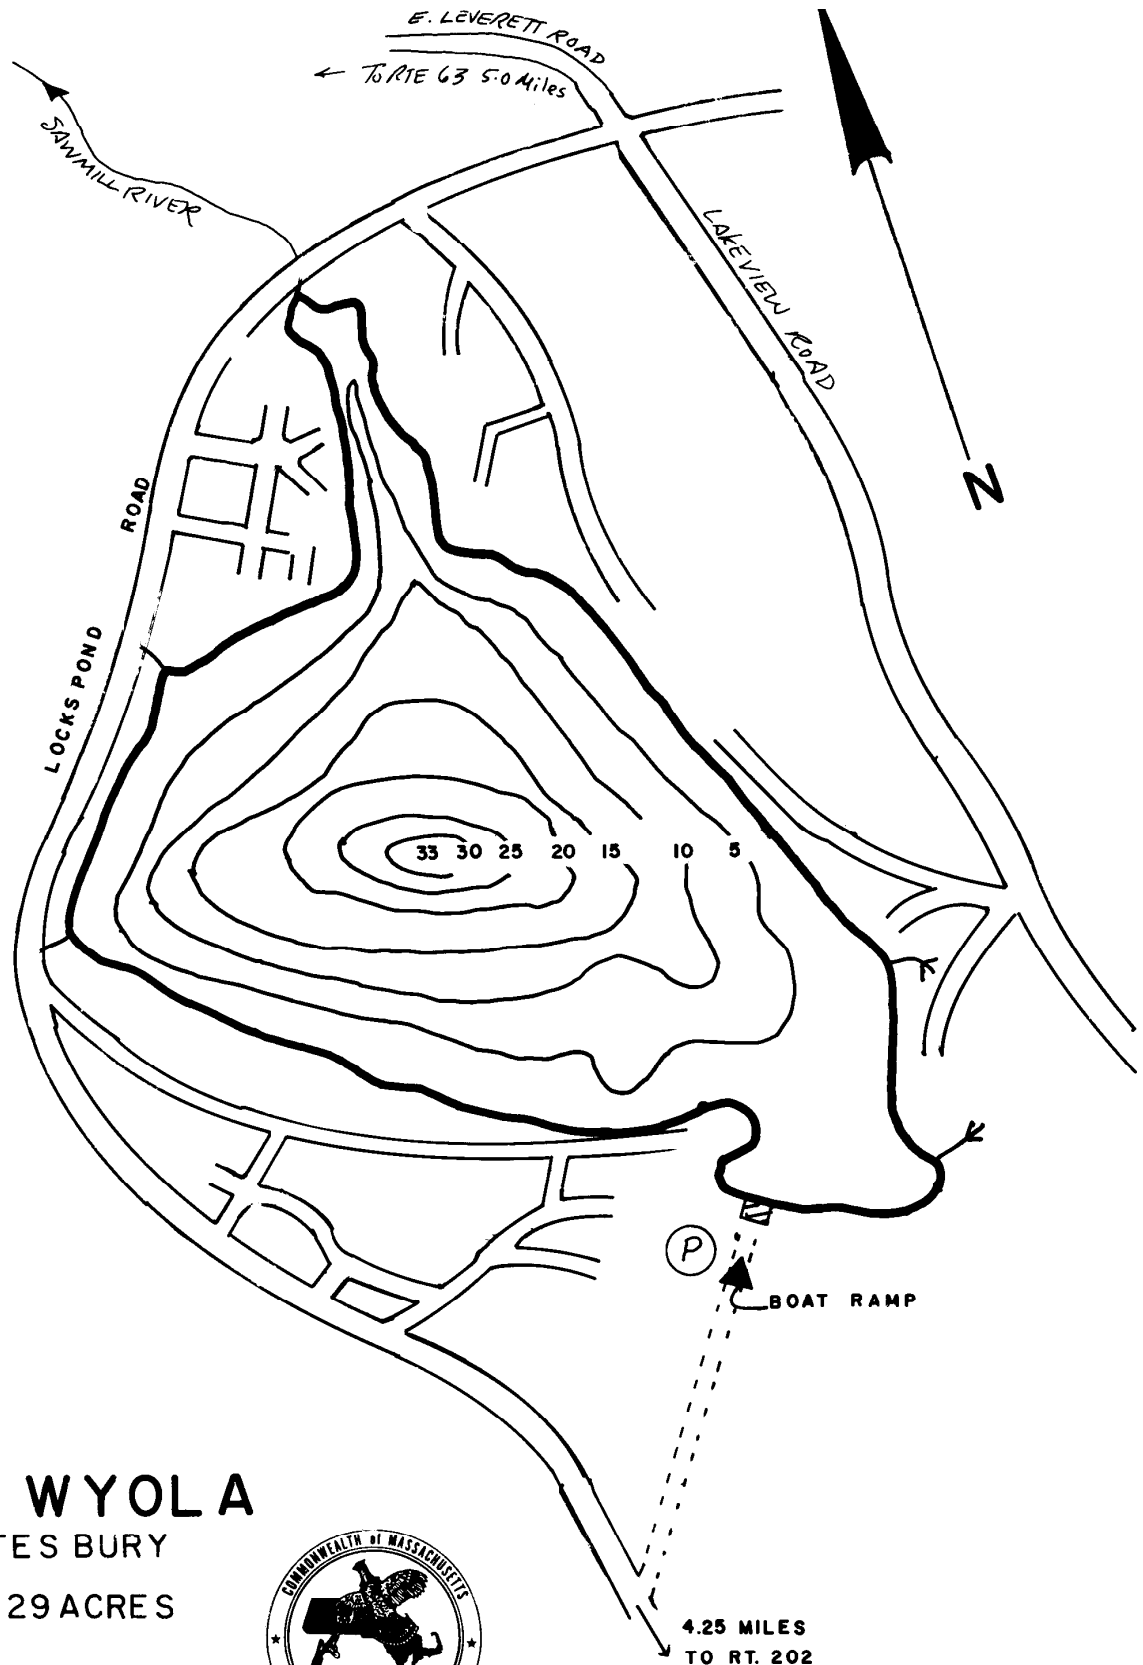 E. LEVERETT ROAD
← TO RTE 63 5.0 Miles
SAWMILL RIVER
LAKEVIEW ROAD
N
LOCKS POND ROAD
33 30 25 20 15 10 5
P
BOAT RAMP
WYOLA
TES BURY
29 ACRES
COMMONWEALTH of MASSACHUSETTS
4.25 MILES
TO RT. 202